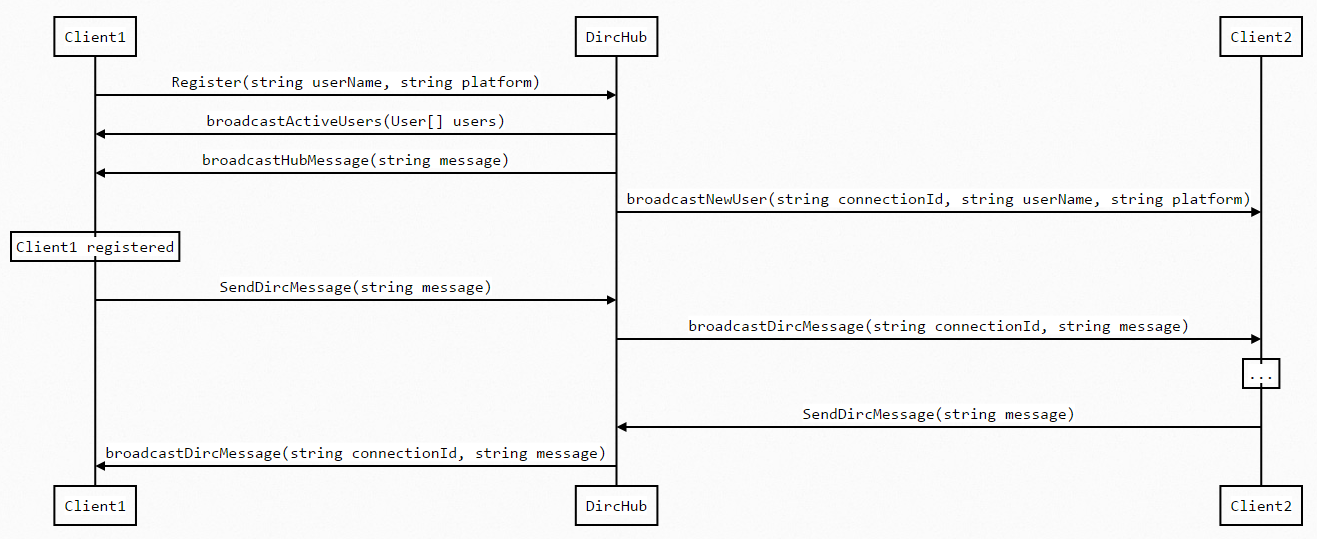 Client1
DircHub
Client2
Register(string userName, string platform)
broadcastActiveUsers(User[] users)
broadcastHubMessage(string message)
broadcastNewUser(string connectionId, string userName, string platform)
Client1 registered
SendDircMessage(string message)
broadcastDircMessage(string connectionId, string message)
...
SendDircMessage(string message)
broadcastDircMessage(string connectionId, string message)
Client1
DircHub
Client2